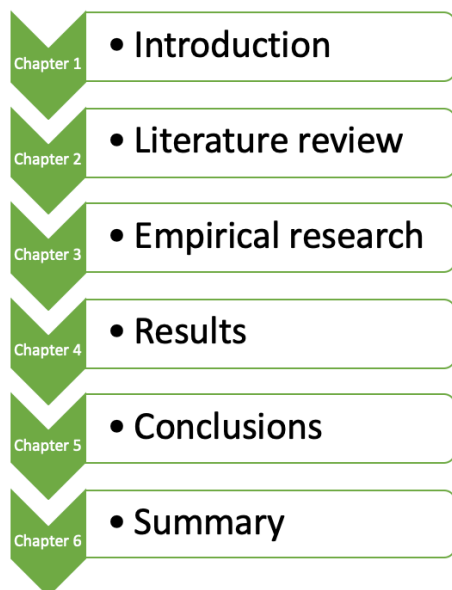 Chapter 1
• Introduction
Chapter 2
• Literature review
Chapter 3
• Empirical research
Chapter 4
• Results
Chapter 5
• Conclusions
Chapter 6
• Summary